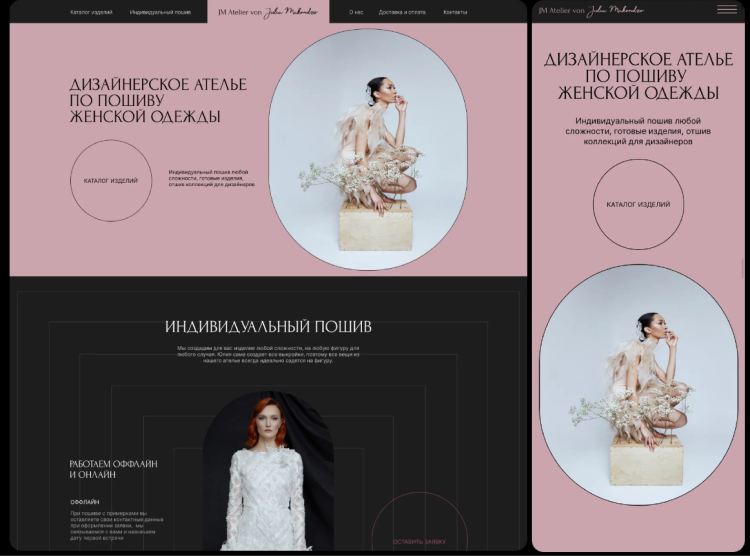 Каталог изделий
Индивидуальный пошив
JM Atelier von
О нас
Доставка и оплата
Контакты
ДИЗАЙНЕРСКОЕ АТЕЛЬЕ
ПО ПОШИВУ
ЖЕНСКОЙ ОДЕЖДЫ
КАТАЛОГ ИЗДЕЛИЙ
Индивидуальный пошив любой
сложности, готовые изделия,
отшив коллекций для дизайнеров
ИНДИВИДУАЛЬНЫЙ ПОШИВ
Мы создадим для вас изделие любой сложности, на любую фигуру для
любого случая. Юлия сама создает все выкройки, поэтому все вещи из
нашего ателье всегда идеально садятся на фигуру.
РАБОТАЕМ ОФФЛАЙН
И ОНЛАЙН
ОФФЛАЙН
При пошиве с примерками вы
оставляете свои контактные данные
при оформлении заявки, мы
связываемся с вами и назначаем
дату первой встречи
ОСТАВИТЬ ЗАЯВКУ
JM Atelier von
ДИЗАЙНЕРСКОЕ АТЕЛЬЕ
ПО ПОШИВУ
ЖЕНСКОЙ ОДЕЖДЫ
Индивидуальный пошив любой
сложности, готовые изделия, отшив
коллекций для дизайнеров
КАТАЛОГ ИЗДЕЛИЙ